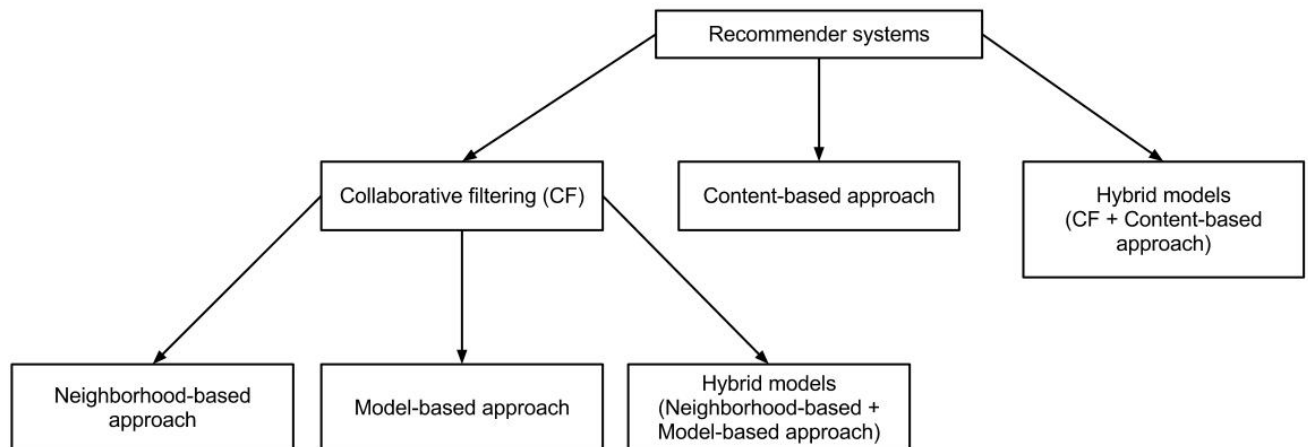 Recommender systems
Collaborative filtering (CF)
Content-based approach
Hybrid models
(CF + Content-based
approach)
Neighborhood-based
approach
Model-based approach
Hybrid models
(Neighborhood-based +
Model-based approach)